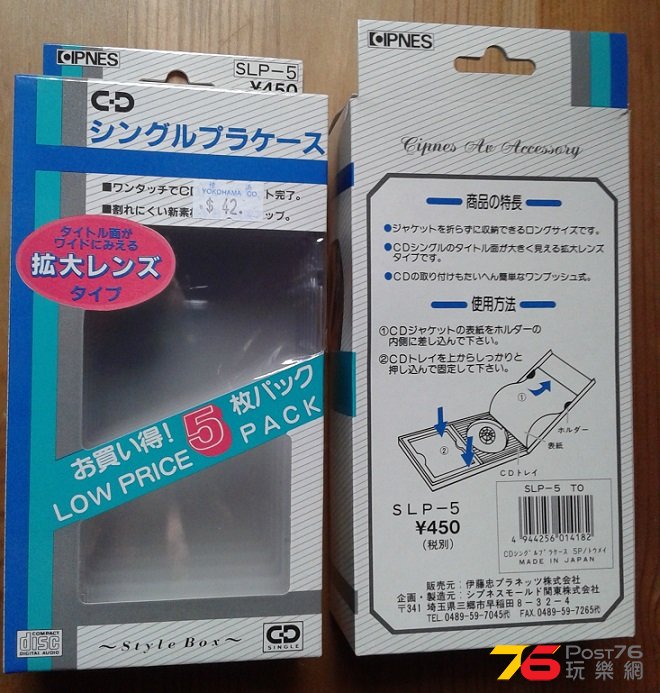 CIPNES
SLP-5
¥450
CD
シングルプラケース
■ワンタッチでCD
ト完了。
■割れにくい新素
ップ。
YOKOHAMA CO.
$ 42.
タイトル面が
ワイドにみえる
拡大レンズ
タイプ
お買い得!5枚パック
LOW PRICE PACK
COMPACT
disc
DIGITAL AUDIO
~Style Box~
CD
SINGLE
CIPNES
Cipnes Av Accessory
商品の特長
●ジャケットを折らずに収納できるロングサイズです。
●CDシングルのタイトル面が大きく見える拡大レンズ
タイプです。
●CDの取り付けもたいへん簡単なワンプッシュ式。
使用方法
①CDジャケットの表紙をホルダーの
内側に差し込んで下さい。
②CDトレイを上からしっかりと
押し込んで固定して下さい。
①
②
ホルダー
表紙
CDトレイ
SLP-5
¥450
(税別)
SLP-5 TO
4 944256 014182
CDシングルプラケース SP/トウメイ
MADE IN JAPAN
販売元:伊藤忠プラネッツ株式会社
企画・製造元:シプネスモールド関東株式会社
〒341 埼玉県三郷市早稲田8-32-4
TEL 0489-59-7045代 FAX 0489-59-7265代
76 POST76
玩樂網